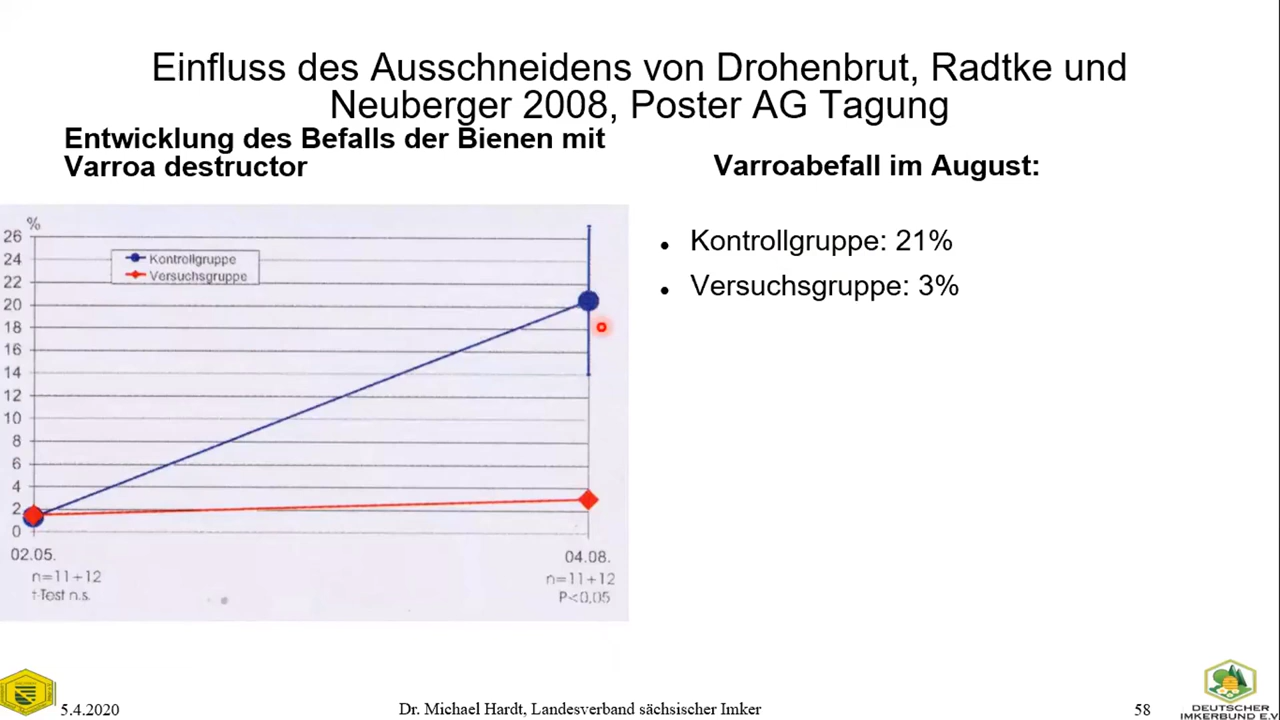 Einfluss des Ausschneidens von Drohenbrut, Radtke und
Neuberger 2008, Poster AG Tagung
Entwicklung des Befalls der Bienen mit
Varroa destructor
%
26
24
22
20
18
16
14
12
10
8
6
4
2
0
Kontrollgruppe
Versuchsgruppe
02.05.
04.08.
n=11+12
n=11+12
t-Test n.s.
P<0,05
Varroabefall im August:
• Kontrollgruppe: 21%
• Versuchsgruppe: 3%
5.4.2020
Dr. Michael Hardt, Landesverband sächsischer Imker
58
DEUTSCHER
IMKERBUND E.V